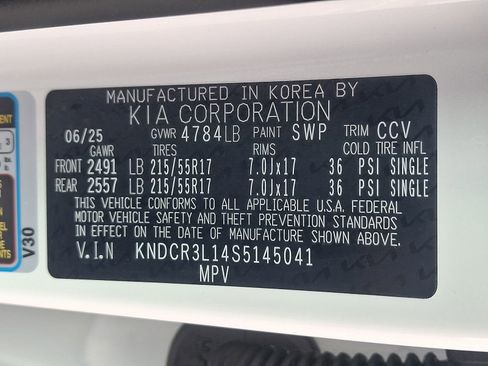 MANUFACTURED IN KOREA BY
KIA CORPORATION
06/25 GVWR 4784LB PAINT SWP TRIM CCV
GAWR TIRES RIMS COLD TIRE INFL
FRONT 2491 LB 215/55R17 7.0Jx17 36 PSI SINGLE
REAR 2557 LB 215/55R17 7.0Jx17 36 PSI SINGLE
THIS VEHICLE CONFORMS TO ALL APPLICABLE U.S.A. FEDERAL
MOTOR VEHICLE SAFETY AND THEFT PREVENTION STANDARDS
IN EFFECT ON THE DATE OF MANUFACTURE SHOWN ABOVE.
V.I.N KNDCR3L14S5145041
MPV
V30
3